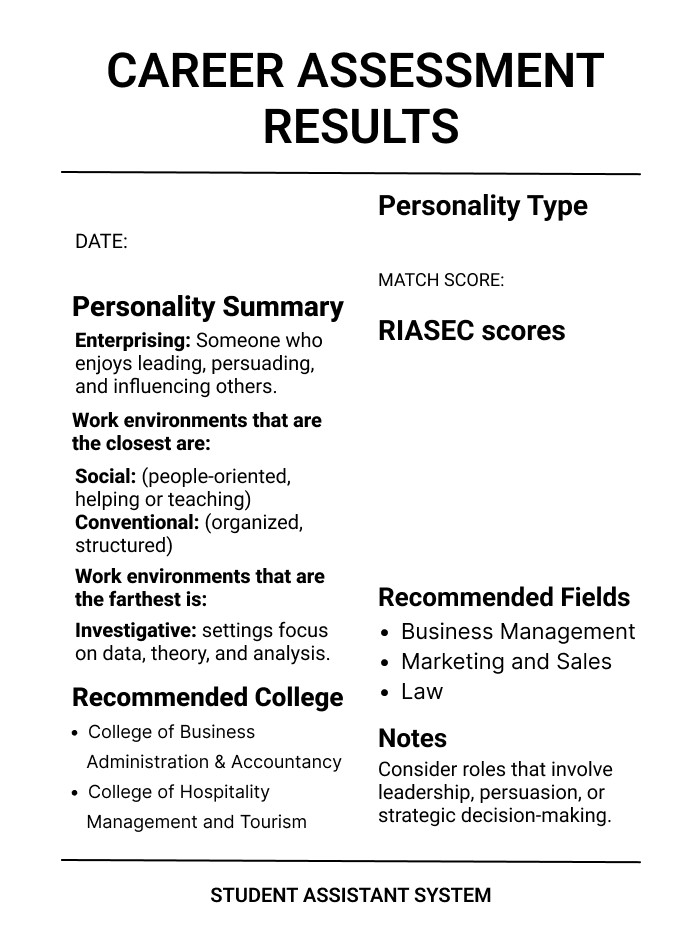 CAREER ASSESSMENT
RESULTS
DATE:
Personality Summary
Enterprising: Someone who
enjoys leading, persuading,
and influencing others.
Work environments that are
the closest are:
Social: (people-oriented,
helping or teaching)
Conventional: (organized,
structured)
Work environments that are
the farthest is:
Investigative: settings focus
on data, theory, and analysis.
Recommended College
• College of Business
Administration & Accountancy
• College of Hospitality
Management and Tourism
Personality Type
MATCH SCORE:
RIASEC scores
Recommended Fields
• Business Management
• Marketing and Sales
• Law
Notes
Consider roles that involve
leadership, persuasion, or
strategic decision-making.
STUDENT ASSISTANT SYSTEM